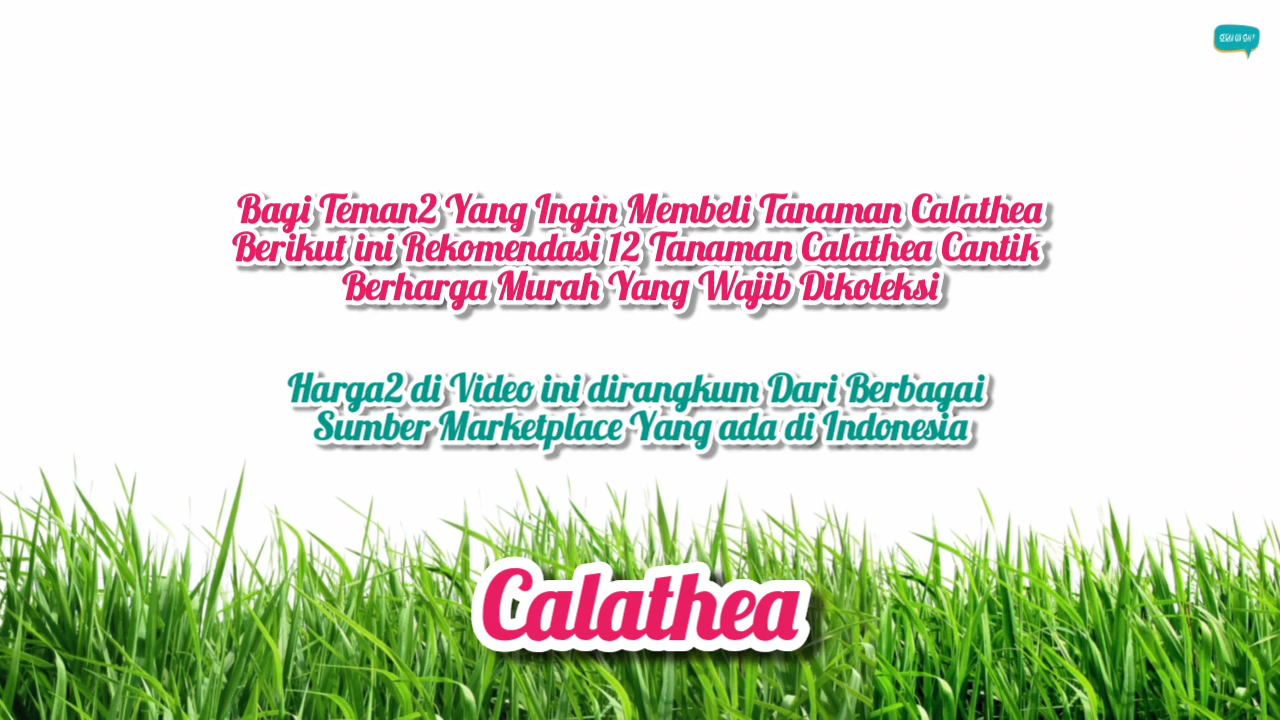 Bagi Teman2 Yang Ingin Membeli Tanaman Calathea
Berikut ini Rekomendasi 12 Tanaman Calathea Cantik
Berharga Murah Yang Wajib Dikoleksi
Harga2 di Video ini dirangkum Dari Berbagai
Sumber Marketplace Yang ada di Indonesia
Calathea